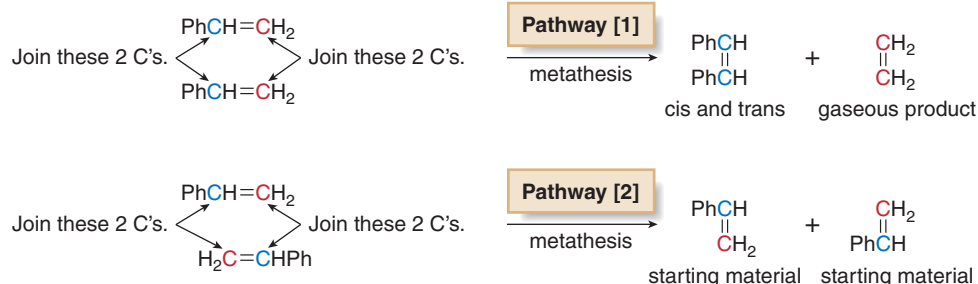 PhCH=CH₂
Pathway [1]
Join these 2 C's.
Join these 2 C's.
metathesis
PhCH
PhCH
+
CH₂
CH₂
PhCH=CH₂
cis and trans
gaseous product
PhCH=CH₂
Pathway [2]
Join these 2 C's.
Join these 2 C's.
metathesis
PhCH
CH₂
+
CH₂
PhCH
H₂C=CHPh
starting material
starting material